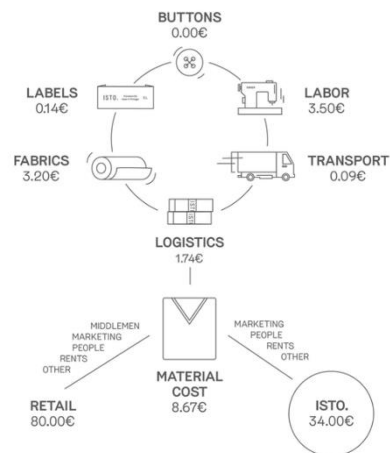 BUTTONS
0.00€
LABELS
0.14€
ISTO.
LABOR
3.50€
FABRICS
3.20€
TRANSPORT
0.09€
LOGISTICS
1.74€
MIDDLEMEN
MARKETING
PEOPLE
RENTS
OTHER
MARKETING
PEOPLE
RENTS
OTHER
MATERIAL
COST
8.67€
RETAIL
80.00€
ISTO.
34.00€